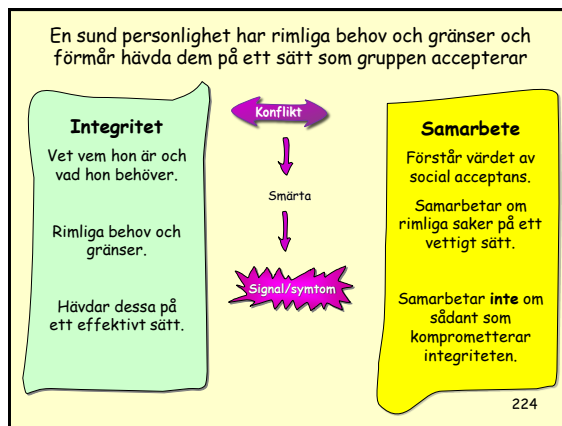 En sund personlighet har rimliga behov och gränser och
förmår hävda dem på ett sätt som gruppen accepterar
Integritet
Vet vem hon är och
vad hon behöver.
Rimliga behov och
gränser.
Hävdar dessa på
ett effektivt sätt.
Konflikt
Smärta
Signal/symtom
Samarbete
Förstår värdet av
social acceptans.
Samarbetar om
rimliga saker på ett
vettigt sätt.
Samarbetar inte om
sådant som
komprometterar
integriteten.
224